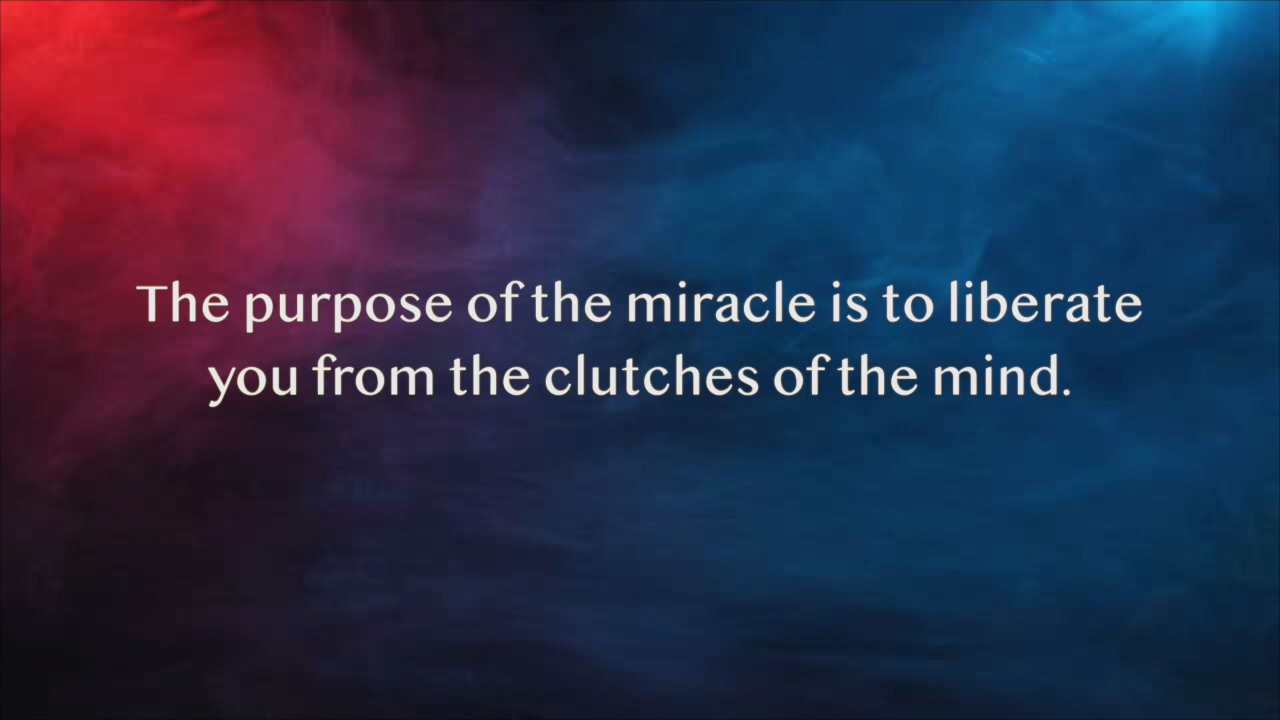 The purpose of the miracle is to liberate
you from the clutches of the mind.